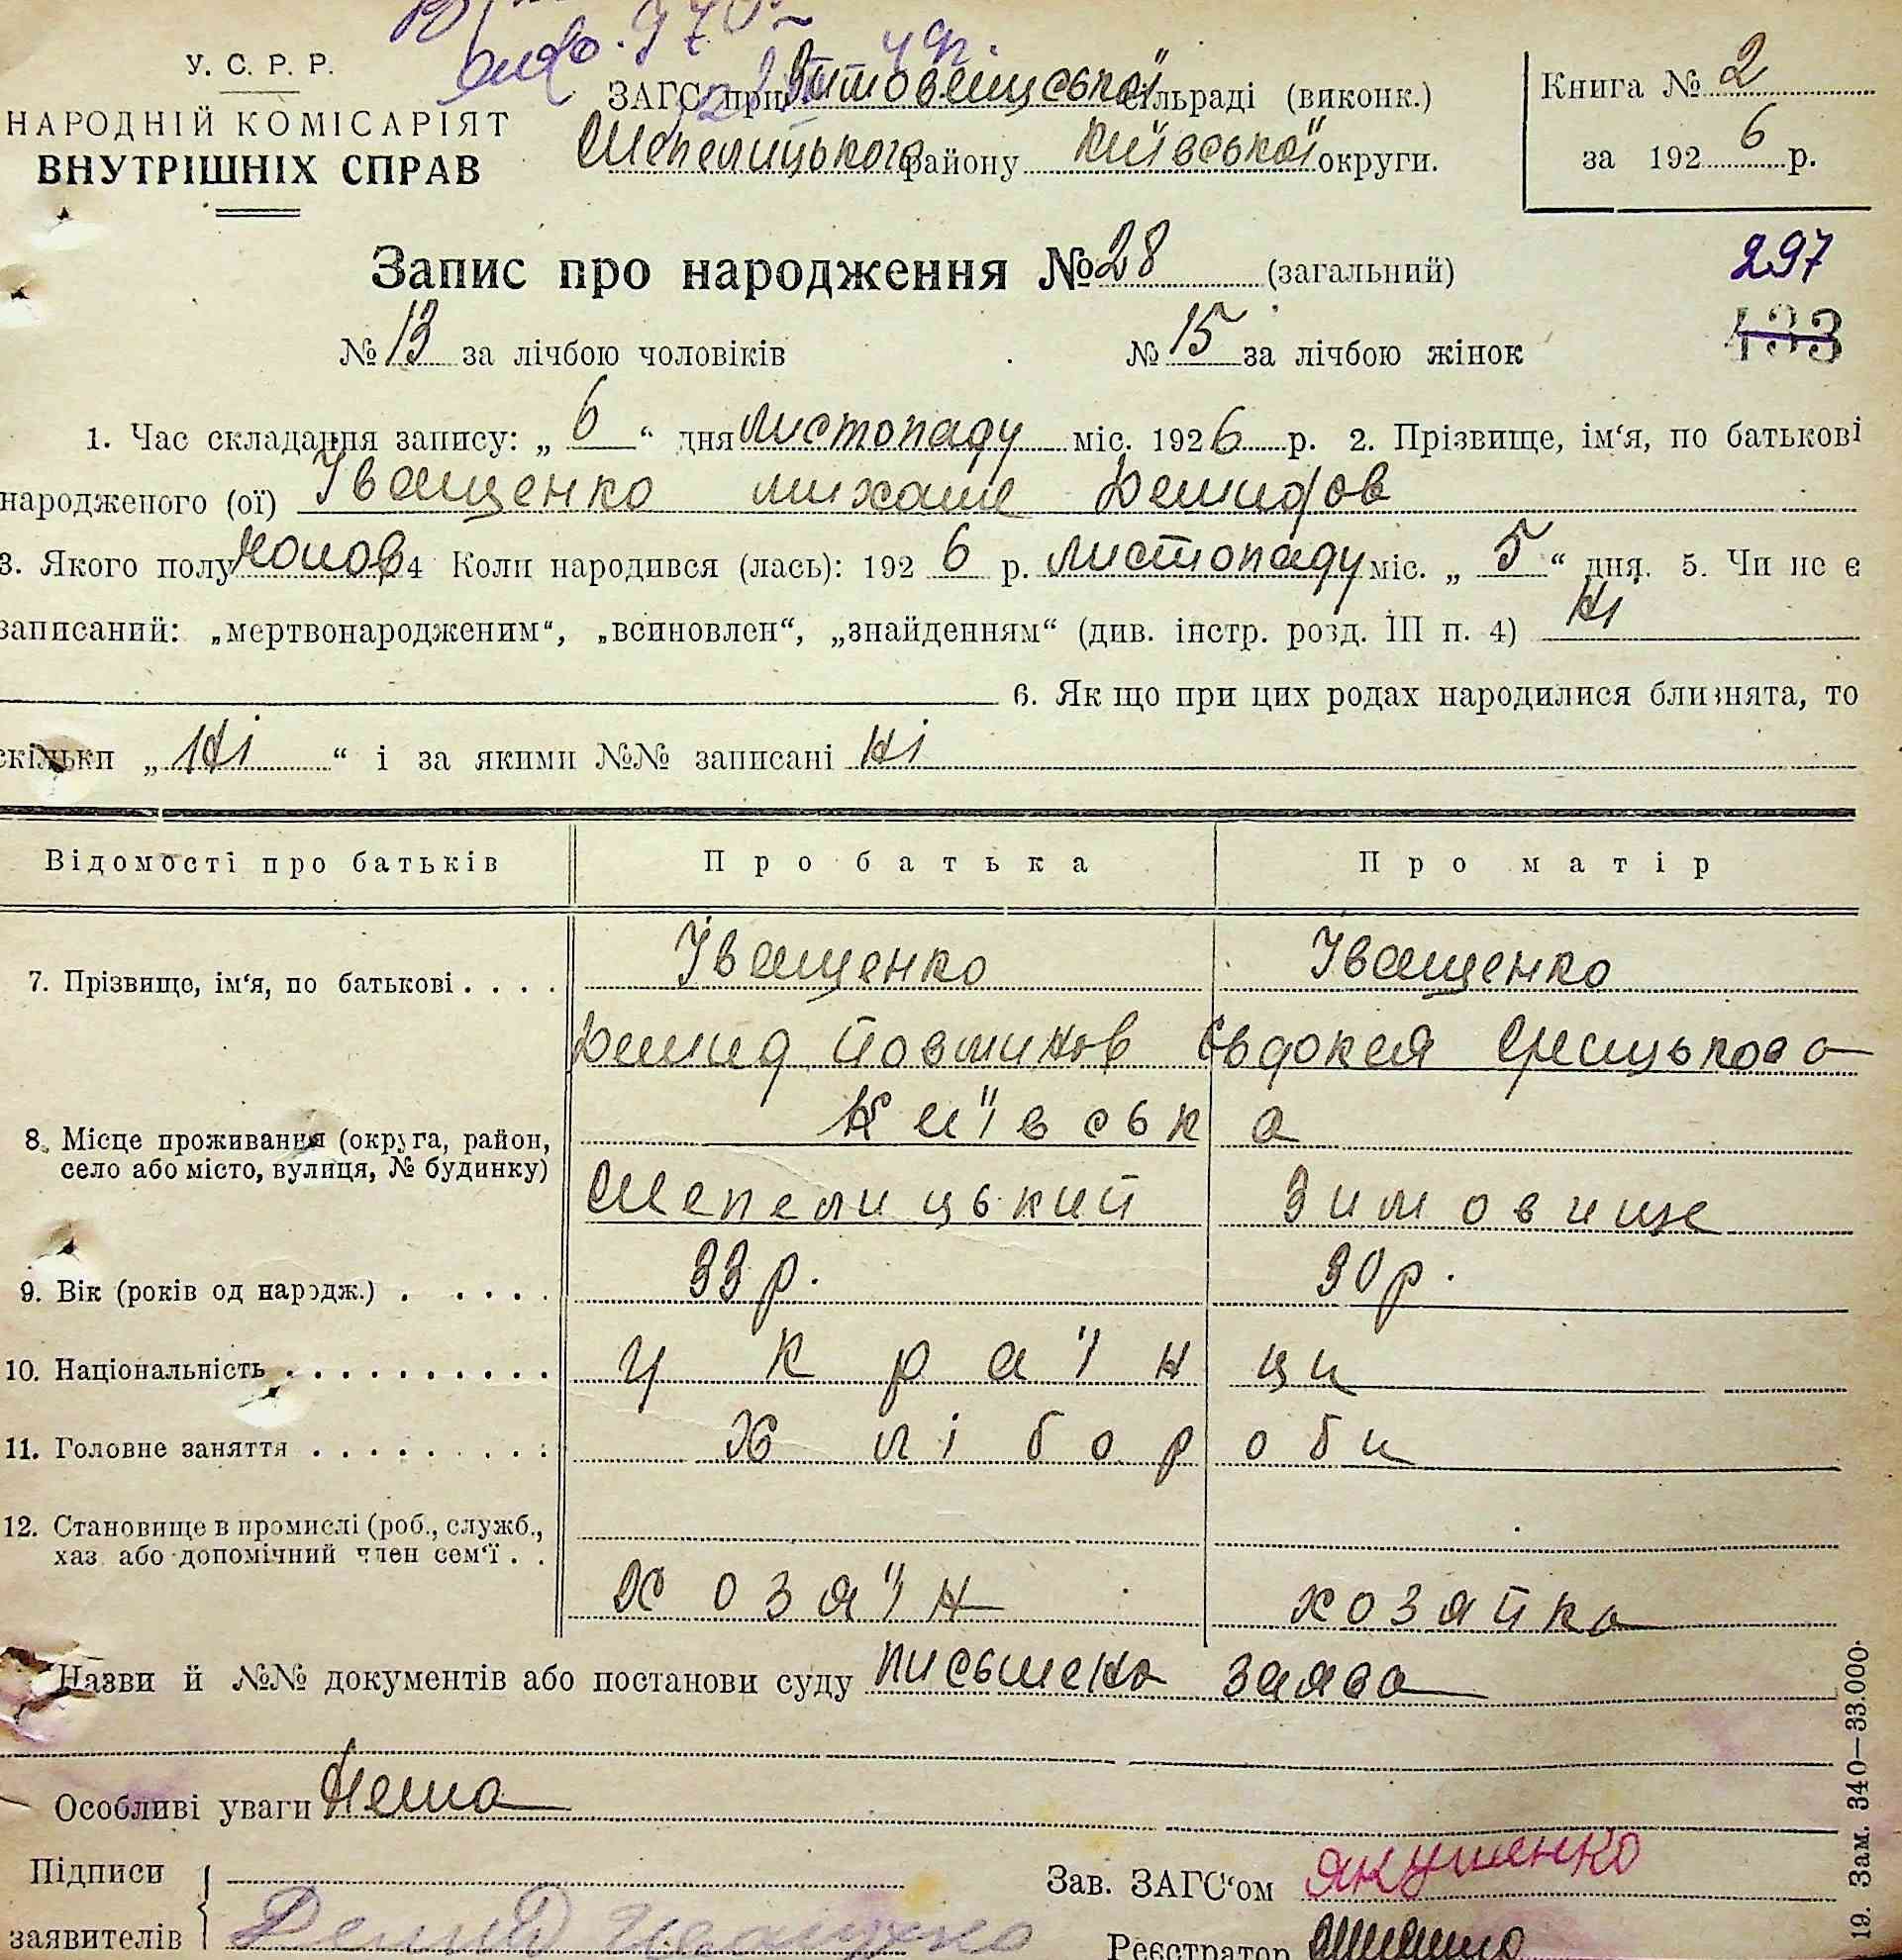 У. С. Р. Р.
НАРОДНІЙ КОМІСАРІЯТ
ВНУТРІШНІХ СПРАВ
ЗАГС при Зимовещської сільраді (виконк.)
Шепелицького району Київської округи.
Книга № 2
за 1926 р.
Запис про народження № 28 (загальний)
297
№ 13 за лічбою чоловіків № 15 за лічбою жінок
433
1. Час складання запису: „ 6 “ дня листопаду міс. 1926 р. 2. Прізвище, ім‘я, по батькові
народженого (ої) Іващенко михаил Демидов
3. Якого полу чолов 4 Коли народився (лась): 1926 р. листопаду міс. „ 5 “ дня. 5. Чи не є
записаний: „мертвонародженим“, „всиновлен“, „знайденням“ (див. інстр. розд. III п. 4) Ні
6. Як що при цих родах народилися близнята, то
скільки „ Ні “ і за якими №№ записані Ні
Відомості про батьків Про батька Про матір
7. Прізвище, ім‘я, по батькові . . . . Іващенко Іващенко
Демид Євдокея
8. Місце проживання (округа, район, Київська
село або місто, вулиця, № будинку) Шепелицький Зимовище
9. Вік (років од народж.) . . . . . 33 р. 30 р.
10. Національність . . . . . . . . . . українци
11. Головне заняття . . . . . . . . . хлібороби
12. Становище в промислі (роб., служб.,
хаз. або допомічний член сем‘ї . .
хозяїн хозяйка
Назви й №№ документів або постанови суду письмена заява
Особливі уваги Нема
Підписи
заявителів Демид Іващенко
Зав. ЗАГС‘ом Якушенко
Реєстратор
19. Зам. 340—33.000.